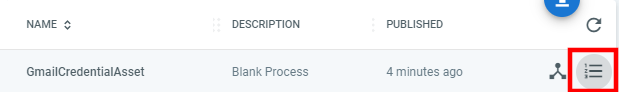 NAME DESCRIPTION PUBLISHED
GmailCredentialAsset Blank Process 4 minutes ago